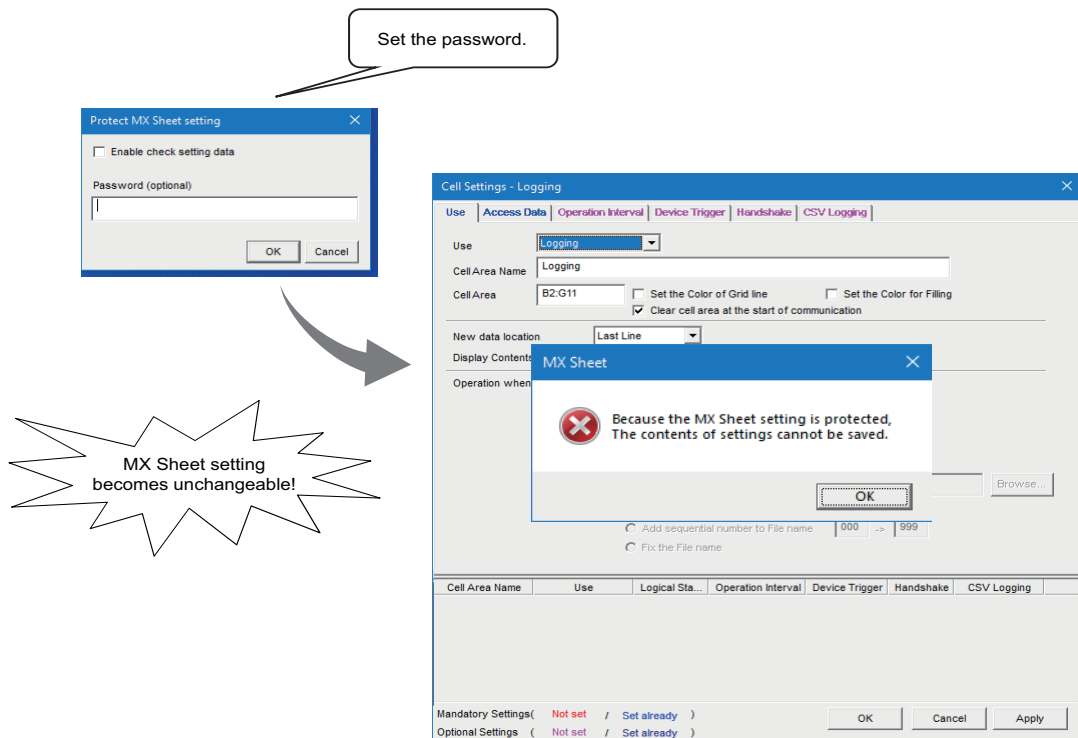 Set the password.
Protect MX Sheet setting
Enable check setting data
Password (optional)
OK Cancel
MX Sheet setting
becomes unchangeable!
Cell Settings - Logging
Use Access Data Operation Interval Device Trigger Handshake CSV Logging
Use Logging
Cell Area Name Logging
Cell Area B2:G11 Set the Color of Grid line Set the Color for Filling
Clear cell area at the start of communication
New data location Last Line
Display Contents
Operation when
MX Sheet
Because the MX Sheet setting is protected,
The contents of settings cannot be saved.
OK
Browse...
Add sequential number to File name 000 -> 999
Fix the File name
Cell Area Name Use Logical Sta... Operation Interval Device Trigger Handshake CSV Logging
Mandatory Settings( Not set / Set already )
Optional Settings ( Not set / Set already )
OK Cancel Apply